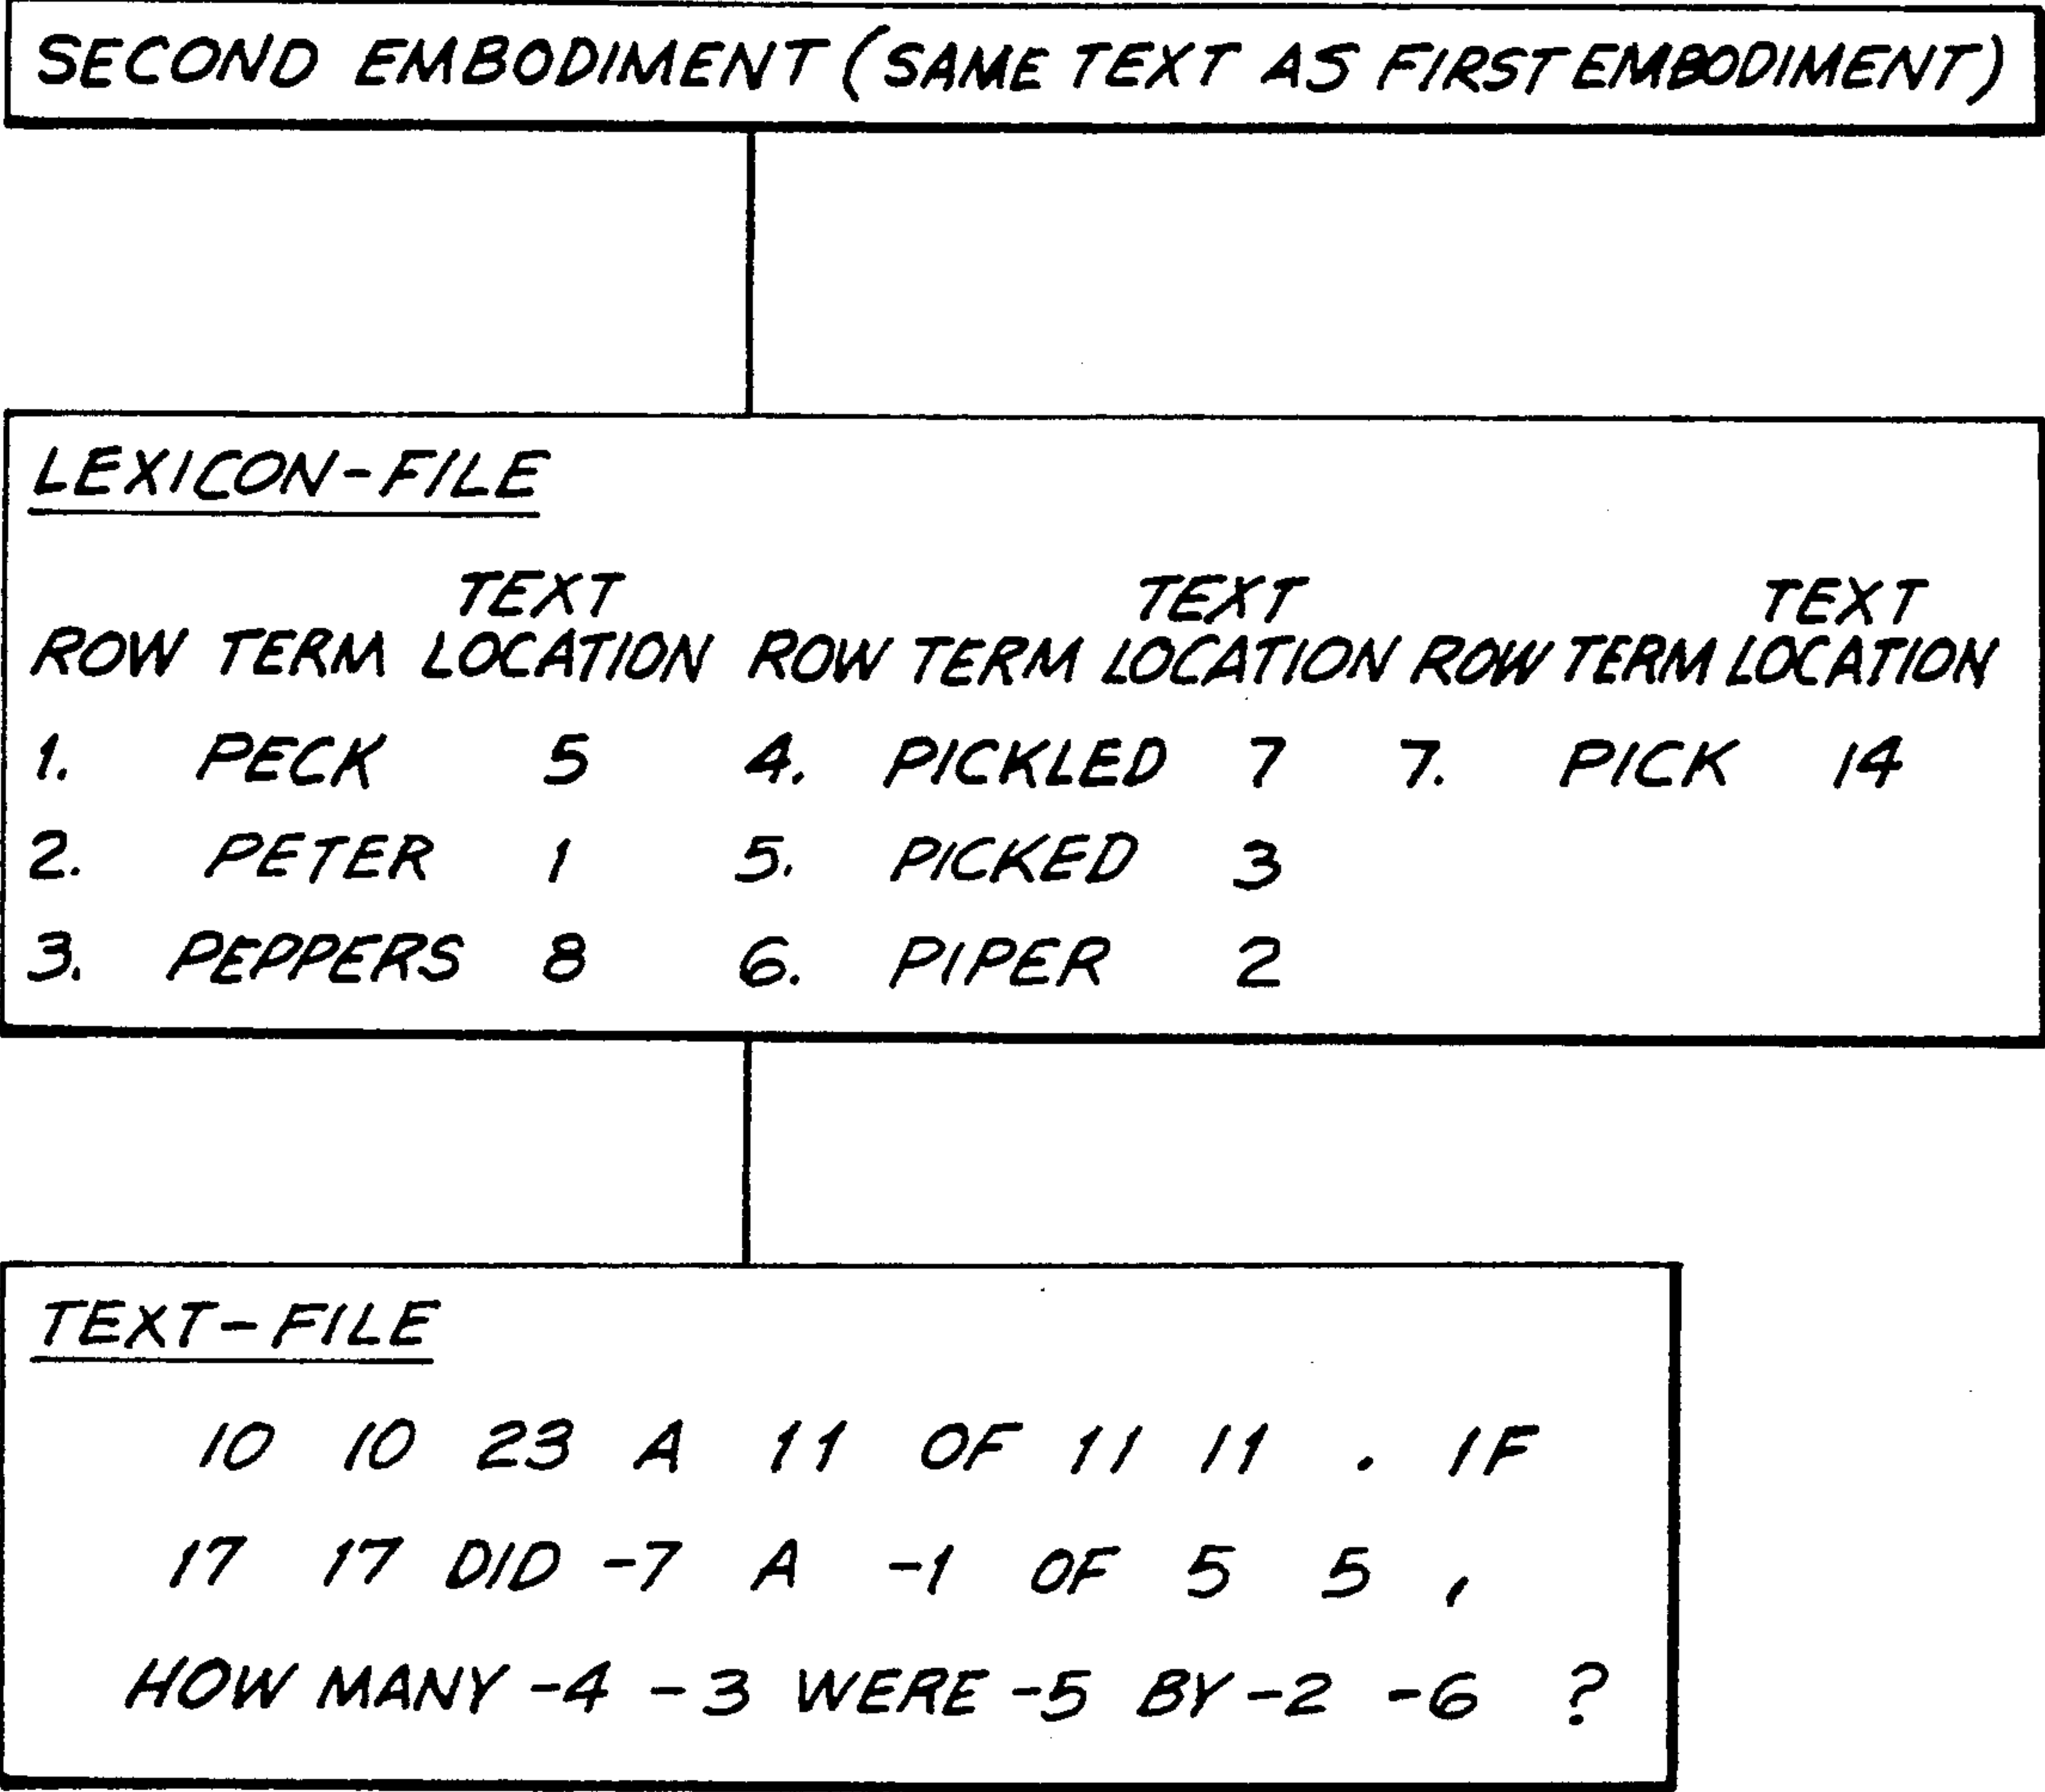 SECOND EMBODIMENT (SAME TEXT AS FIRST EMBODIMENT)
LEXICON-FILE
TEXT TEXT TEXT
ROW TERM LOCATION ROW TERM LOCATION ROW TERM LOCATION
1. PECK 5 4. PICKLED 7 7. PICK 14
2. PETER 1 5. PICKED 3
3. PEPPERS 8 6. PIPER 2
TEXT-FILE
10 10 23 A 11 OF 11 11 . IF
17 17 DID -7 A -1 OF 5 5 ,
HOW MANY -4 -3 WERE -5 BY -2 -6 ?